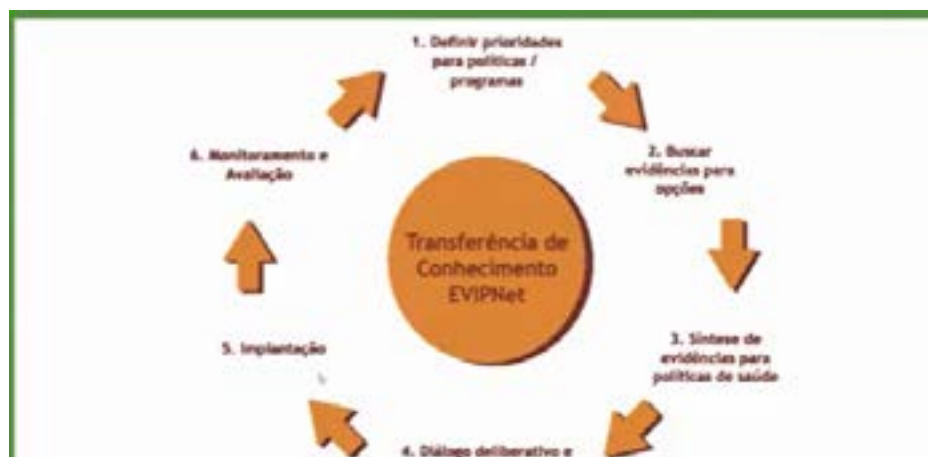 1. Definir prioridades
para políticas /
programas
2. Buscar
evidências para
opções
3. Síntese de
evidências para
políticas de saúde
4. Diálogo deliberativo e
5. Implantação
6. Monitoramento e
Avaliação
Transferência de
Conhecimento
EVIPNet